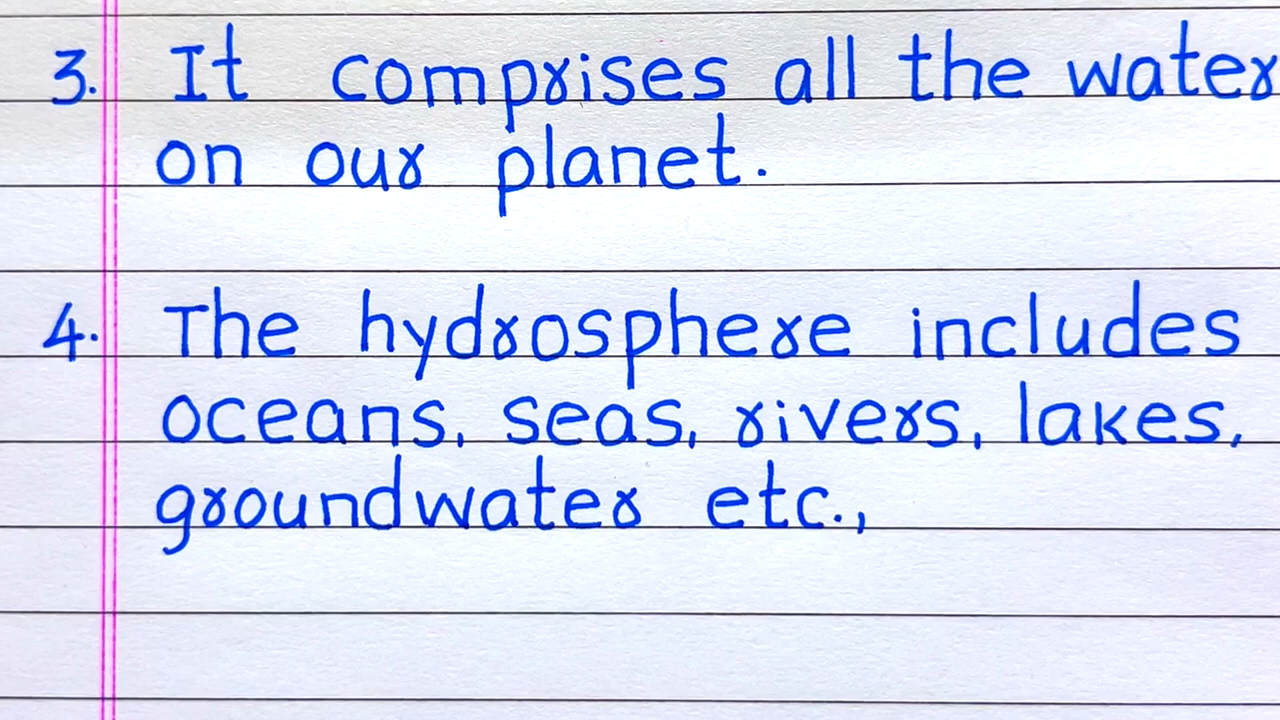 3. It comprises all the water
on our planet.
4. The hydrosphere includes
oceans, seas, rivers, lakes,
groundwater etc.,